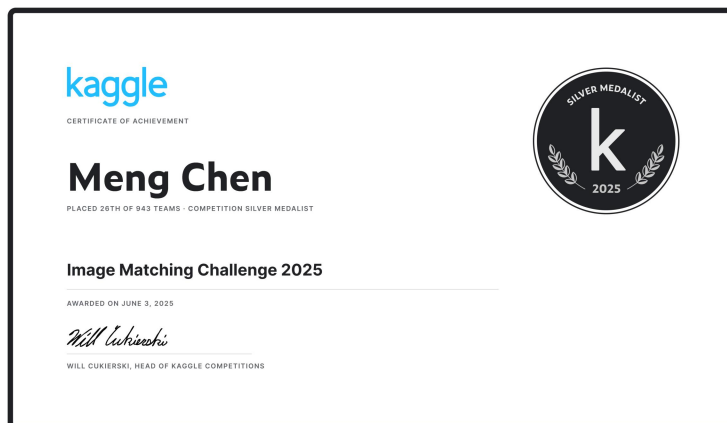 kaggle
CERTIFICATE OF ACHIEVEMENT
Meng Chen
PLACED 26TH OF 943 TEAMS · COMPETITION SILVER MEDALIST
SILVER MEDALIST
k
2025
Image Matching Challenge 2025
AWARDED ON JUNE 3, 2025
Will Cukierski
WILL CUKIERSKI, HEAD OF KAGGLE COMPETITIONS